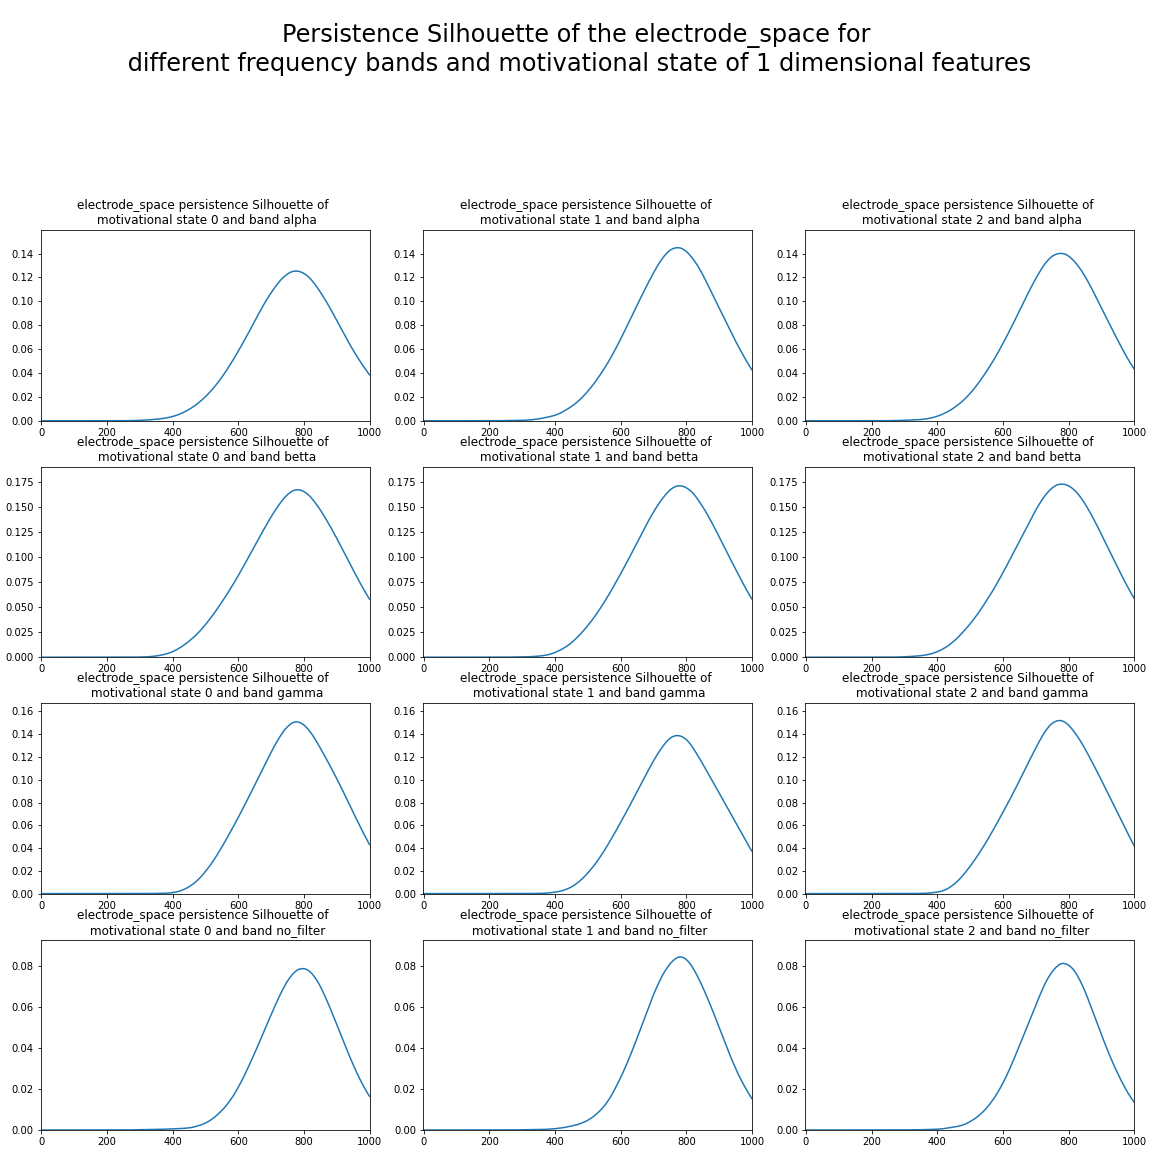 Persistence Silhouette of the electrode_space for
different frequency bands and motivational state of 1 dimensional features
electrode_space persistence Silhouette of
motivational state 0 and band alpha
0.14
0.12
0.10
0.08
0.06
0.04
0.02
0.00
0 200 400 600 800 1000
electrode_space persistence Silhouette of
motivational state 1 and band alpha
0.14
0.12
0.10
0.08
0.06
0.04
0.02
0.00
0 200 400 600 800 1000
electrode_space persistence Silhouette of
motivational state 2 and band alpha
0.14
0.12
0.10
0.08
0.06
0.04
0.02
0.00
0 200 400 600 800 1000
electrode_space persistence Silhouette of
motivational state 0 and band betta
0.175
0.150
0.125
0.100
0.075
0.050
0.025
0.000
0 200 400 600 800 1000
electrode_space persistence Silhouette of
motivational state 1 and band betta
0.175
0.150
0.125
0.100
0.075
0.050
0.025
0.000
0 200 400 600 800 1000
electrode_space persistence Silhouette of
motivational state 2 and band betta
0.175
0.150
0.125
0.100
0.075
0.050
0.025
0.000
0 200 400 600 800 1000
electrode_space persistence Silhouette of
motivational state 0 and band gamma
0.16
0.14
0.12
0.10
0.08
0.06
0.04
0.02
0.00
0 200 400 600 800 1000
electrode_space persistence Silhouette of
motivational state 1 and band gamma
0.16
0.14
0.12
0.10
0.08
0.06
0.04
0.02
0.00
0 200 400 600 800 1000
electrode_space persistence Silhouette of
motivational state 2 and band gamma
0.16
0.14
0.12
0.10
0.08
0.06
0.04
0.02
0.00
0 200 400 600 800 1000
electrode_space persistence Silhouette of
motivational state 0 and band no_filter
0.08
0.06
0.04
0.02
0.00
0 200 400 600 800 1000
electrode_space persistence Silhouette of
motivational state 1 and band no_filter
0.08
0.06
0.04
0.02
0.00
0 200 400 600 800 1000
electrode_space persistence Silhouette of
motivational state 2 and band no_filter
0.08
0.06
0.04
0.02
0.00
0 200 400 600 800 1000